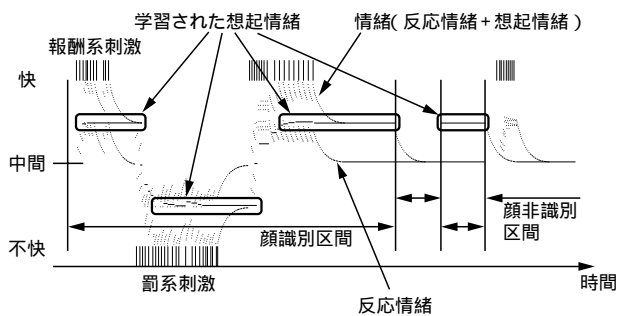 学習された想起情緒
情緒(反応情緒+想起情緒)
報酬系刺激
快
中間
不快
顔識別区間
顔非識別
区間
罰系刺激
時間
反応情緒